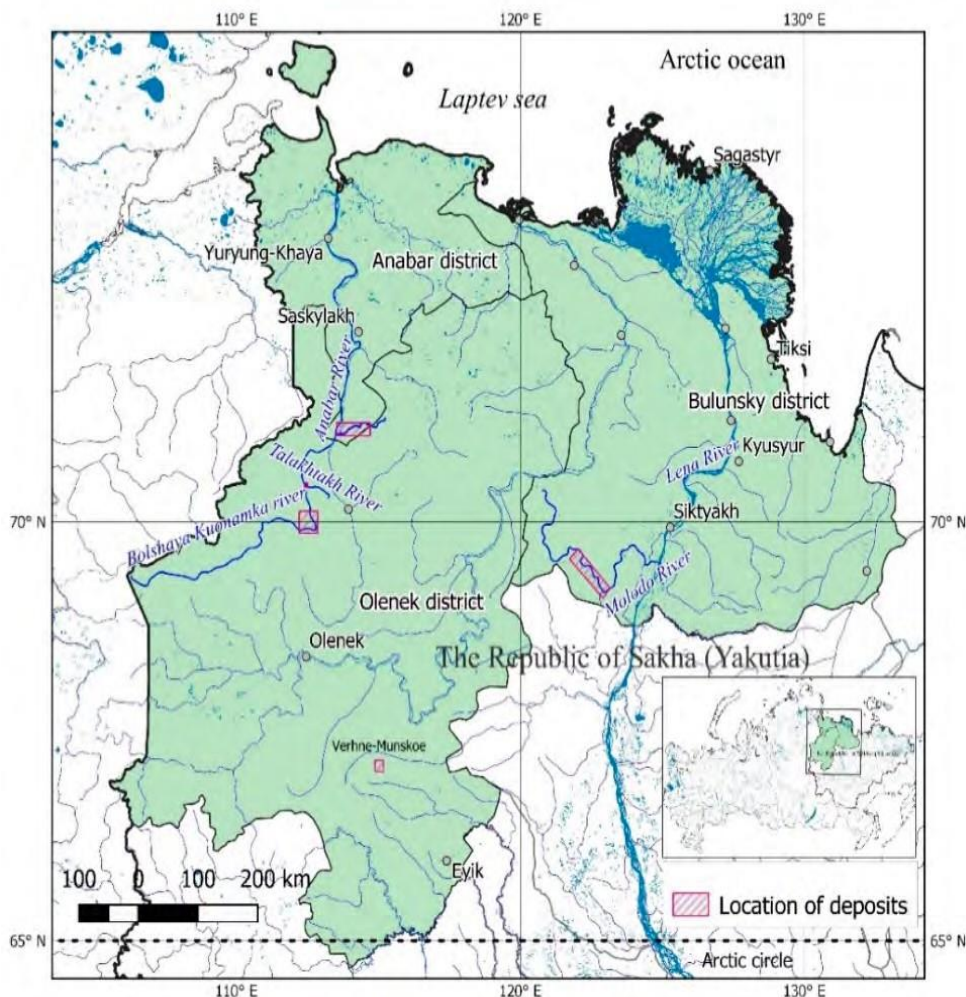 110° E
120° E
130° E
Arctic ocean
Laptev sea
Sagastyr
Yuryung-Khaya
Anabar district
Saskylakh
Anabar River
Tiksi
Bulunsky district
Lena River
Kyusyur
Talakhtakh River
Bolshaya Kuonamka river
70° N
70° N
Siktyakh
Molodo River
Olenek district
Olenek
The Republic of Sakha (Yakutia)
Verhne-Munskoe
Eyik
100 0 100 200 km
Location of deposits
65° N
65° N
Arctic circle
110° E
120° E
130° E